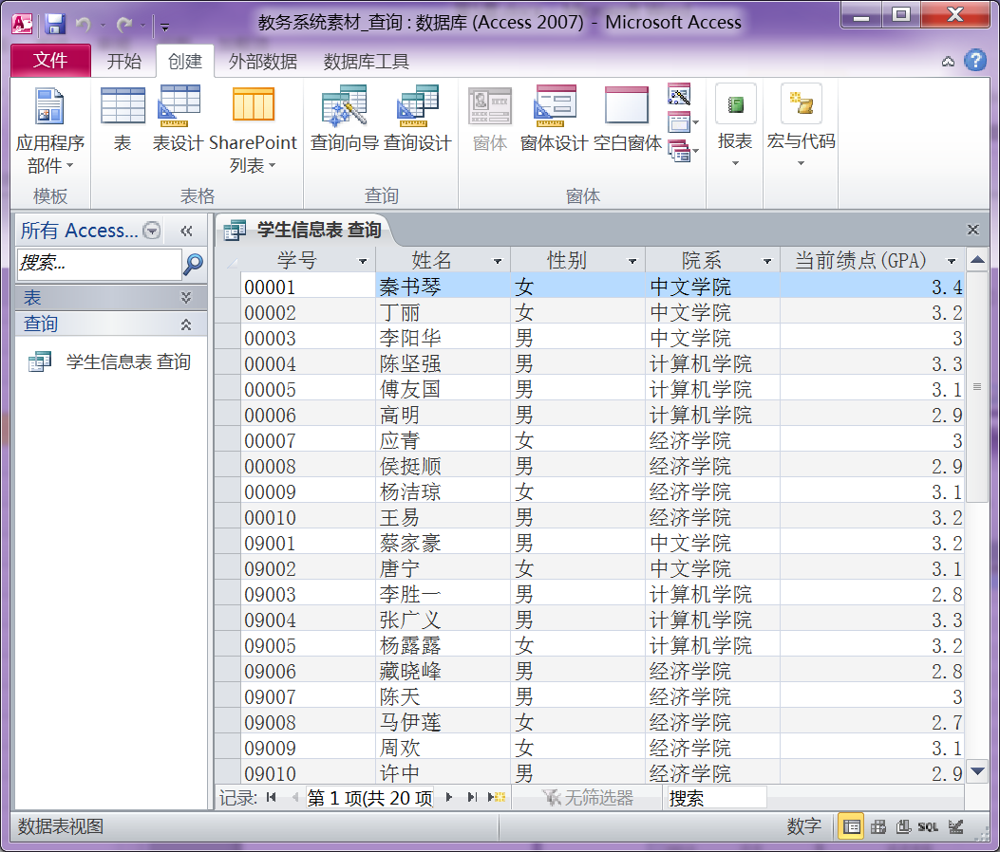 教务系统素材_查询 : 数据库 (Access 2007) - Microsoft Access
文件 开始 创建 外部数据 数据库工具
应用程序部件 表 表设计 SharePoint 列表 查询向导 查询设计 窗体 窗体设计 空白窗体 报表 宏与代码
模板 表格 查询 窗体
所有 Access... «
搜索...
表
查询
学生信息表 查询
学生信息表 查询
学号 姓名 性别 院系 当前绩点(GPA)
00001 秦书琴 女 中文学院 3.4
00002 丁丽 女 中文学院 3.2
00003 李阳华 男 中文学院 3
00004 陈坚强 男 计算机学院 3.3
00005 傅友国 男 计算机学院 3.1
00006 高明 男 计算机学院 2.9
00007 应青 女 经济学院 3
00008 侯挺顺 男 经济学院 2.9
00009 杨洁琼 女 经济学院 3.1
00010 王易 男 经济学院 3.2
09001 蔡家豪 男 中文学院 3.2
09002 唐宁 女 中文学院 3.1
09003 李胜一 男 计算机学院 2.8
09004 张广义 男 计算机学院 3.3
09005 杨露露 女 计算机学院 3.2
09006 藏晓峰 男 经济学院 2.8
09007 陈天 男 经济学院 3
09008 马伊莲 女 经济学院 2.7
09009 周欢 女 经济学院 3.1
09010 许中 男 经济学院 2.9
记录: 第 1 项(共 20 项 无筛选器 搜索
数据表视图 数字 SQL